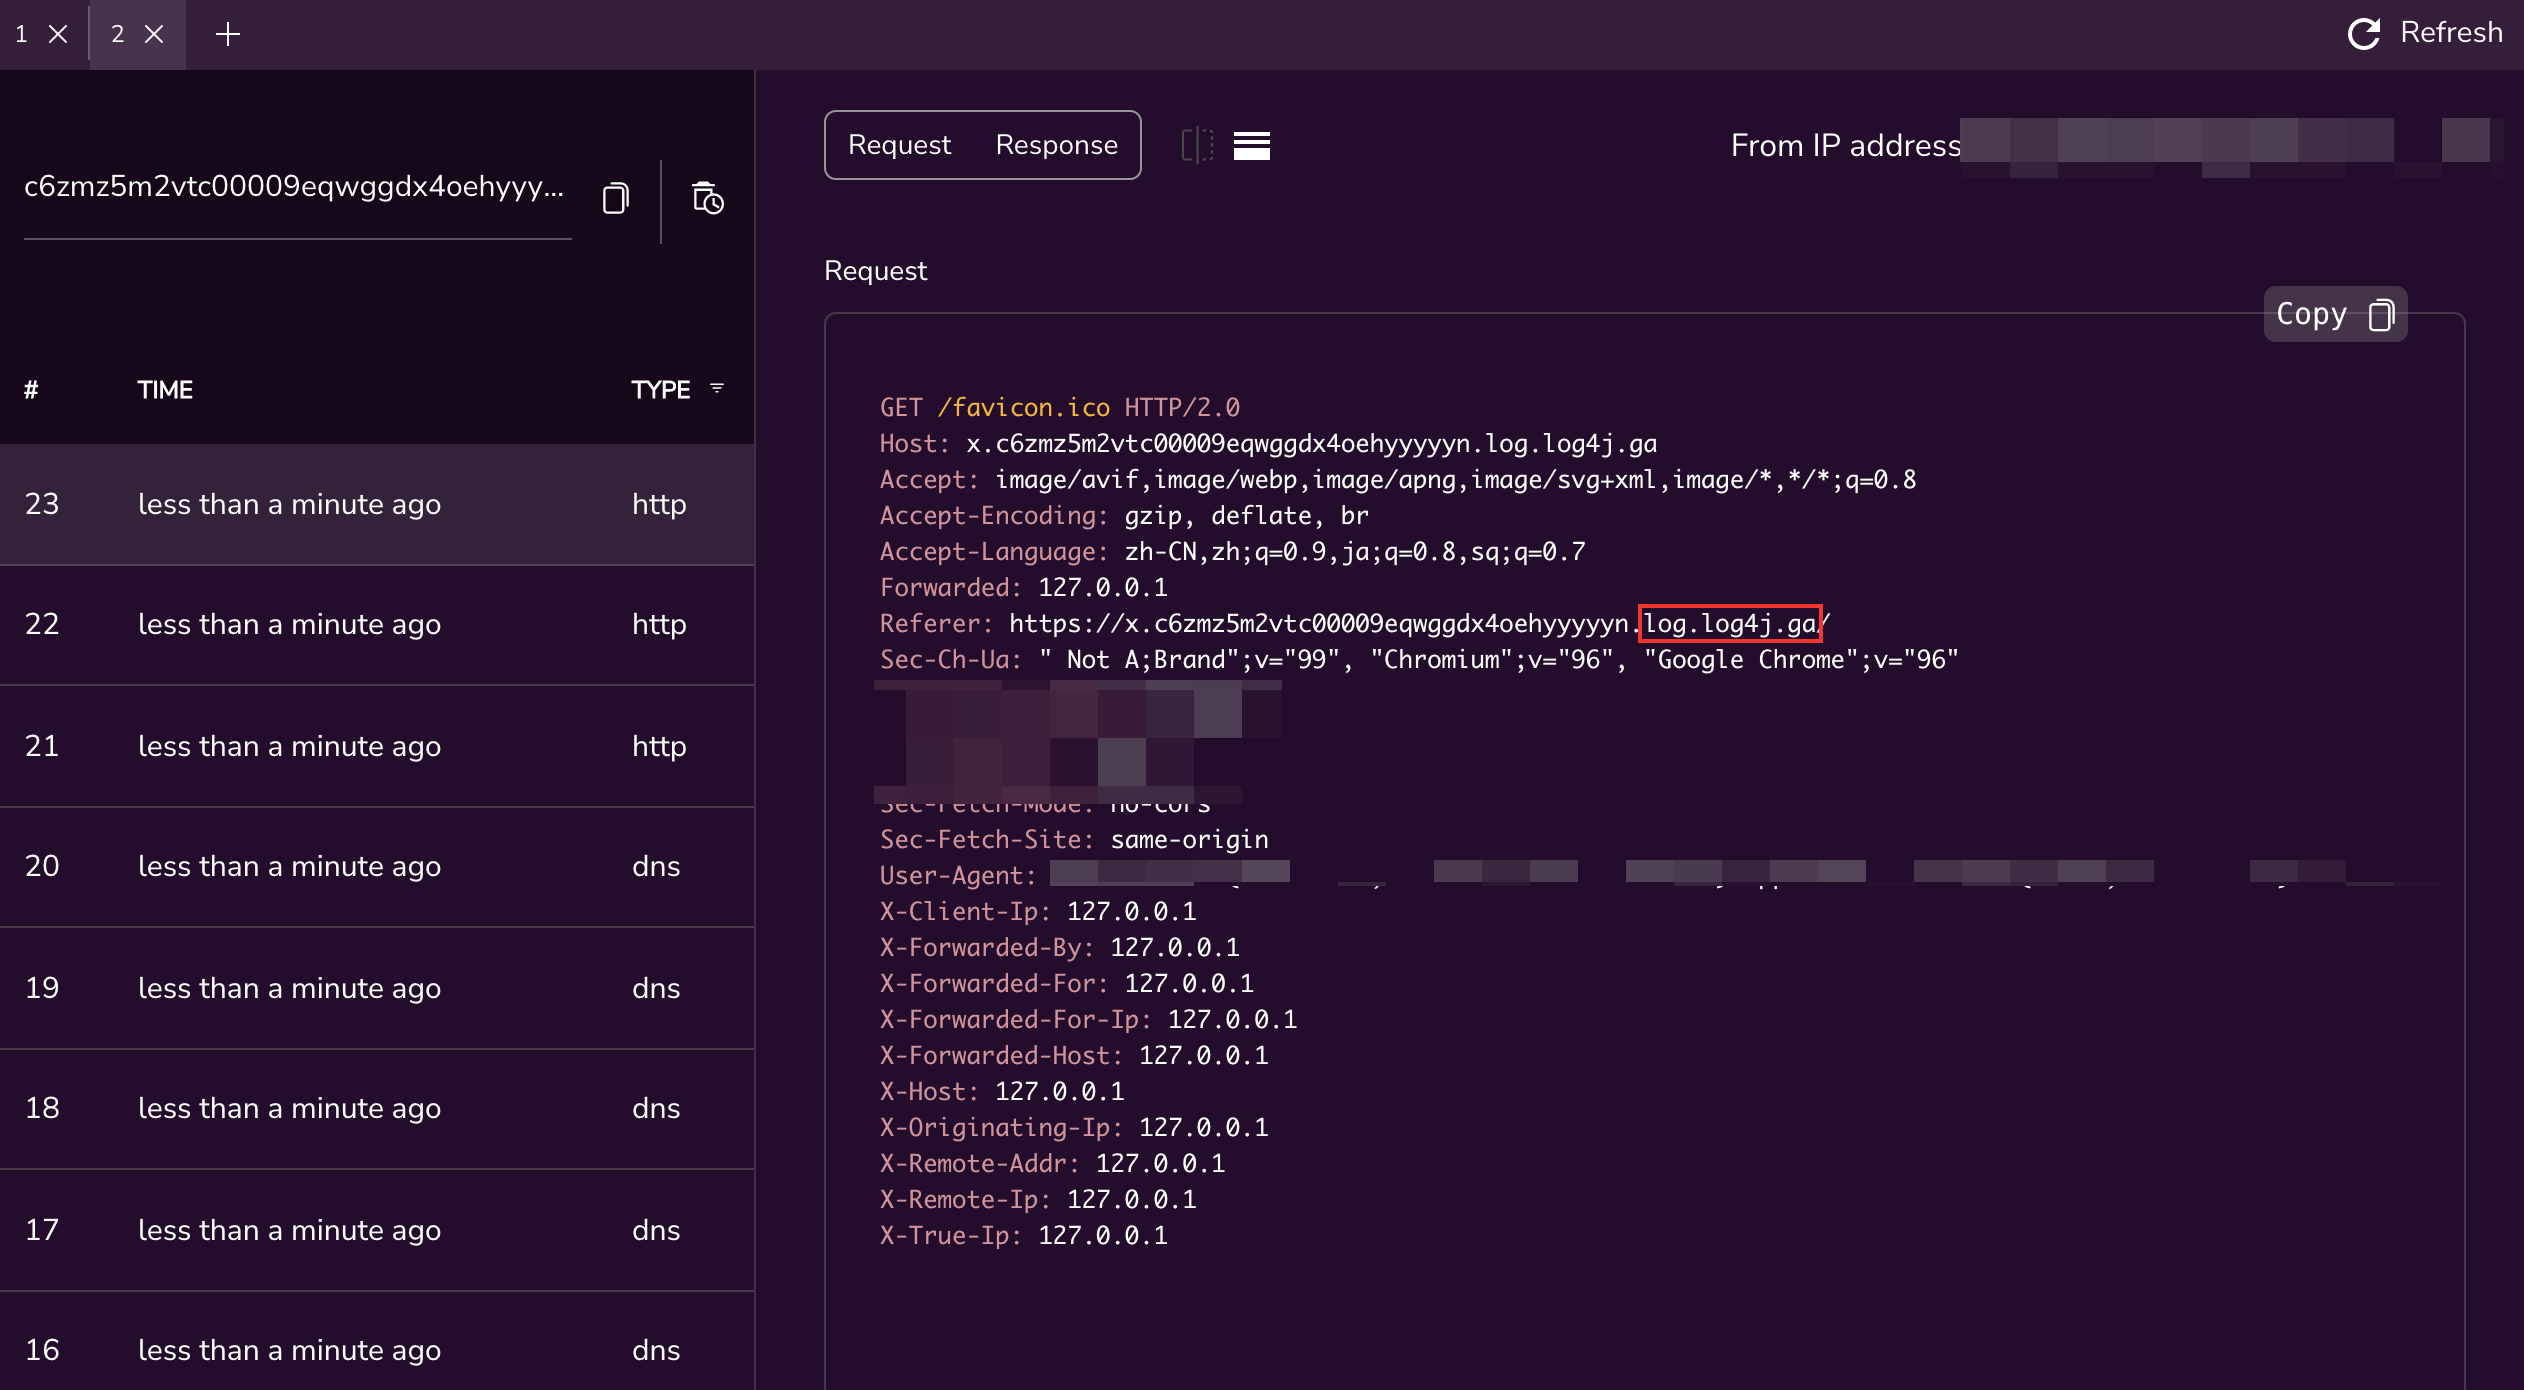 1
2
Refresh
c6zmz5m2vtc00009eqwggdx4oehyyy...
# TIME TYPE
23 less than a minute ago http
22 less than a minute ago http
21 less than a minute ago http
20 less than a minute ago dns
19 less than a minute ago dns
18 less than a minute ago dns
17 less than a minute ago dns
16 less than a minute ago dns
Request Response
From IP address
Request
Copy
GET /favicon.ico HTTP/2.0
Host: x.c6zmz5m2vtc00009eqwggdx4oehyyyyyn.log.log4j.ga
Accept: image/avif,image/webp,image/apng,image/svg+xml,image/*,*/*;q=0.8
Accept-Encoding: gzip, deflate, br
Accept-Language: zh-CN,zh;q=0.9,ja;q=0.8,sq;q=0.7
Forwarded: 127.0.0.1
Referer: https://x.c6zmz5m2vtc00009eqwggdx4oehyyyyyn.log.log4j.ga/
Sec-Ch-Ua: " Not A;Brand";v="99", "Chromium";v="96", "Google Chrome";v="96"
Sec-Fetch-Mode: no-cors
Sec-Fetch-Site: same-origin
User-Agent:
X-Client-Ip: 127.0.0.1
X-Forwarded-By: 127.0.0.1
X-Forwarded-For: 127.0.0.1
X-Forwarded-For-Ip: 127.0.0.1
X-Forwarded-Host: 127.0.0.1
X-Host: 127.0.0.1
X-Originating-Ip: 127.0.0.1
X-Remote-Addr: 127.0.0.1
X-Remote-Ip: 127.0.0.1
X-True-Ip: 127.0.0.1